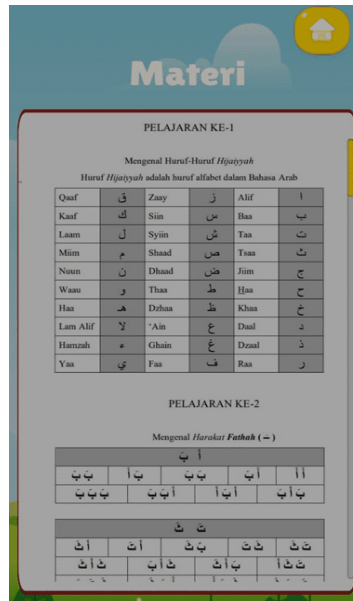 Materi
PELAJARAN KE-1
Mengenal Huruf-Huruf Hijaiyyah
Huruf Hijaiyyah adalah huruf alfabet dalam Bahasa Arab
Qaaf ق Zaay ز Alif ا
Kaaf ك Siin س Baa ب
Laam ل Syiin ش Taa ت
Miim م Shaad ص Tsaa ث
Nuun ن Dhaad ض Jiim ج
Waau و Thaa ط Haa ح
Haa هـ Dzhaa ظ Khaa خ
Lam Alif لا ‘Ain ع Daal د
Hamzah ء Ghain غ Dzaal ذ
Yaa ي Faa ف Raa ر
PELAJARAN KE-2
Mengenal Harakat Fathah ( ـَ )
أَ بَ
أَ أَ أَ بَ بَ بَ بَ أَ بَ بَ
بَ أَ بَ أَ بَ أَ أَ بَ بَ بَ بَ بَ
تَ ثَ